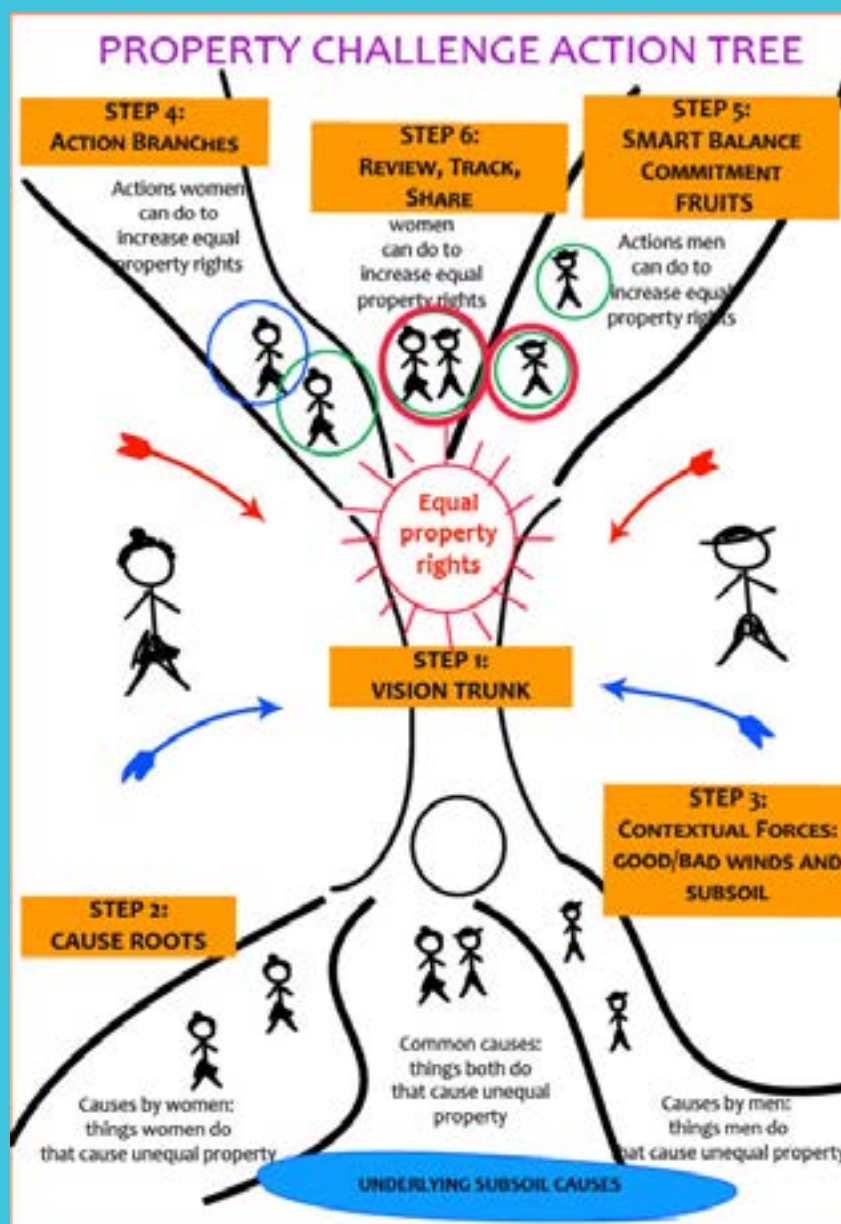 PROPERTY CHALLENGE ACTION TREE
STEP 4:
ACTION BRANCHES
Actions women
can do to
increase equal
property rights
STEP 6:
REVIEW, TRACK,
SHARE
women
can do to
increase equal
property rights
STEP 5:
SMART BALANCE
COMMITMENT
FRUITS
Actions men
can do to
increase equal
property rights
Equal
property
rights
STEP 1:
VISION TRUNK
STEP 3:
CONTEXTUAL FORCES:
GOOD/BAD WINDS AND
SUBSOIL
STEP 2:
CAUSE ROOTS
Causes by women:
things women do
that cause unequal property
Common causes:
things both do
that cause unequal
property
Causes by men:
things men do
that cause unequal property
UNDERLYING SUBSOIL CAUSES